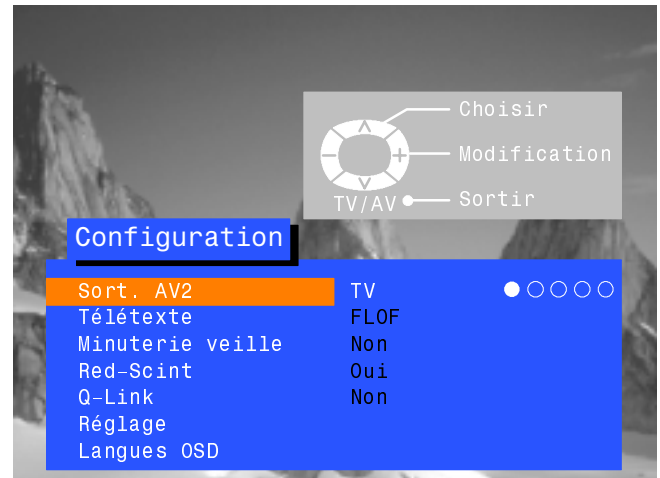 Choisir
Modification
TV/AV Sortir
Configuration
Sort. AV2 TV
Télétexte FLOF
Minuterie veille Non
Red-Scint Oui
Q-Link Non
Réglage
Langues OSD